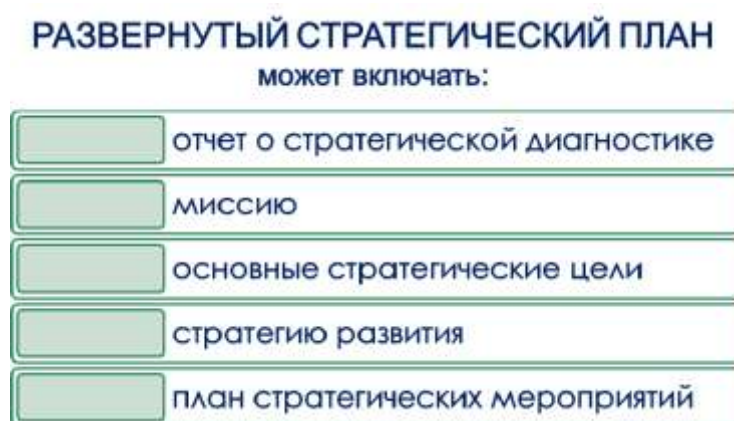 РАЗВЕРНУТЫЙ СТРАТЕГИЧЕСКИЙ ПЛАН
может включать:
отчет о стратегической диагностике
миссию
основные стратегические цели
стратегию развития
план стратегических мероприятий